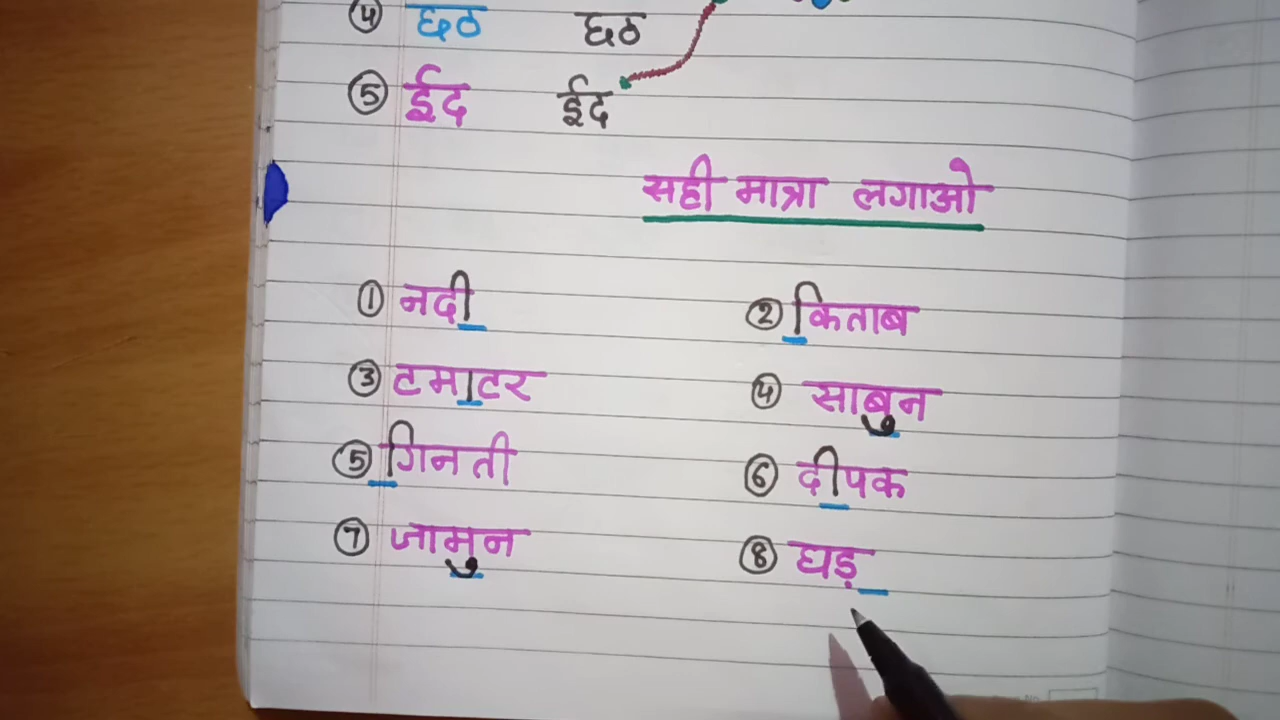 ④ छठ छठ
⑤ ईद ईद
सही मात्रा लगाओ
① नदी ② किताब
③ टमाटर ④ साबुन
⑤ गिनती ⑥ दीपक
⑦ जामुन ⑧ घड़_